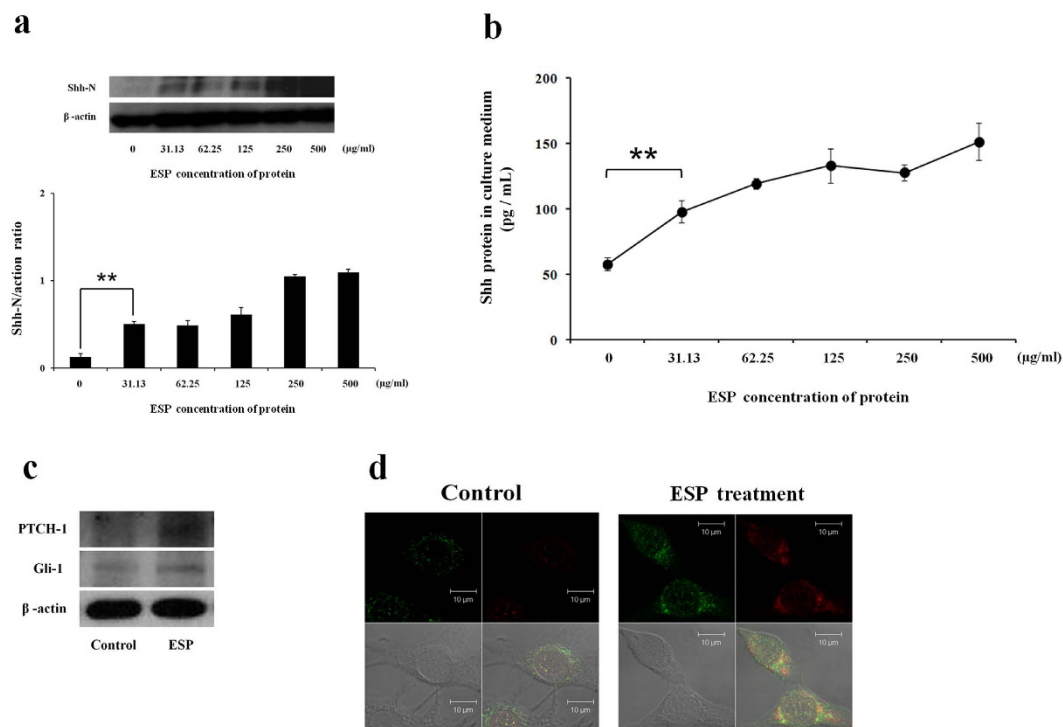 a
Shh-N
β -actin
0 31.13 62.25 125 250 500 (μg/ml)
ESP concentration of protein
2
1
0
Shh-N/action ratio
**
0 31.13 62.25 125 250 500 (μg/ml)
ESP concentration of protein
b
200
150
100
50
0
Shh protein in culture medium
(pg / mL)
**
0 31.13 62.25 125 250 500 (μg/ml)
ESP concentration of protein
c
PTCH-1
Gli-1
β -actin
Control ESP
d
Control ESP treatment
10 μm 10 μm 10 μm 10 μm
10 μm 10 μm 10 μm 10 μm